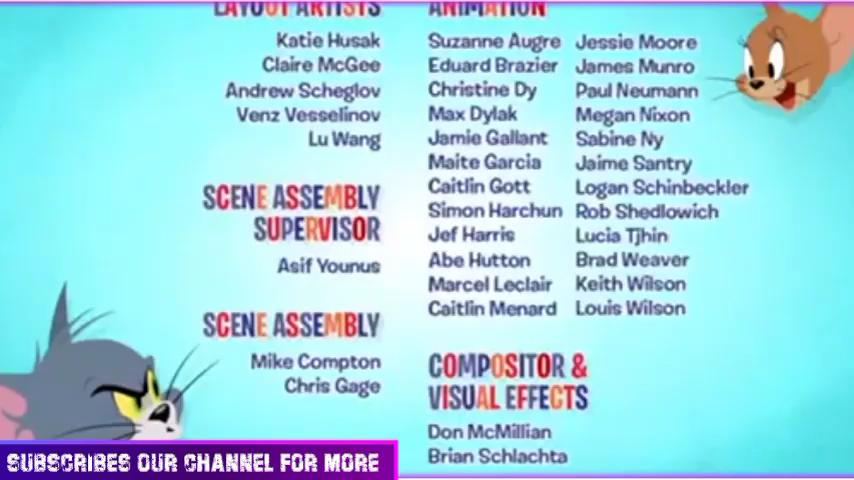 LAYOUT ARTISTS
Katie Husak
Claire McGee
Andrew Scheglov
Venz Vesselinov
Lu Wang
SCENE ASSEMBLY
SUPERVISOR
Asif Younus
SCENE ASSEMBLY
Mike Compton
Chris Gage
ANIMATION
Suzanne Augre Jessie Moore
Eduard Brazier James Munro
Christine Dy Paul Neumann
Max Dylak Megan Nixon
Jamie Gallant Sabine Ny
Maite Garcia Jaime Santry
Caitlin Gott Logan Schinbeckler
Simon Harchun Rob Shedlowich
Jef Harris Lucia Tjhin
Abe Hutton Brad Weaver
Marcel Leclair Keith Wilson
Caitlin Menard Louis Wilson
COMPOSITOR &
VISUAL EFFECTS
Don McMillian
Brian Schlachta
SUBSCRIBES OUR CHANNEL FOR MORE